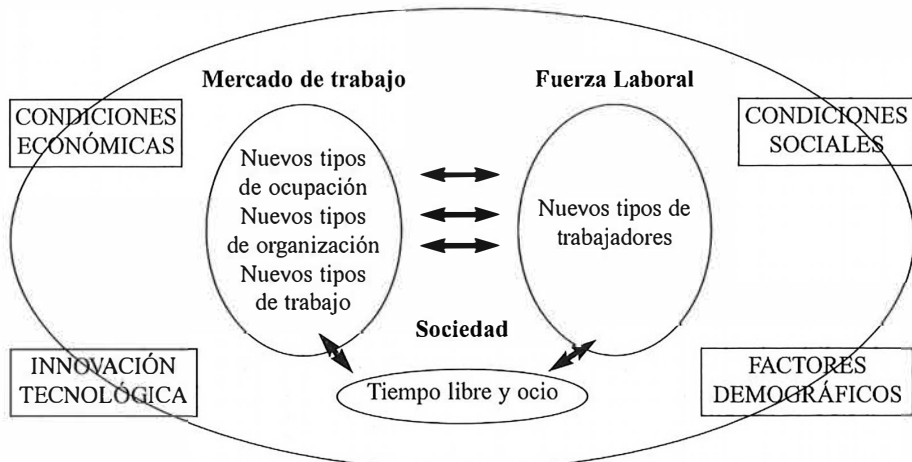 Mercado de trabajo
Fuerza Laboral
CONDICIONES
ECONÓMICAS
CONDICIONES
SOCIALES
Nuevos tipos
de ocupación
Nuevos tipos
de organización
Nuevos tipos
de trabajo
Nuevos tipos de
trabajadores
Sociedad
INNOVACIÓN
TECNOLÓGICA
Tiempo libre y ocio
FACTORES
DEMOGRÁFICOS